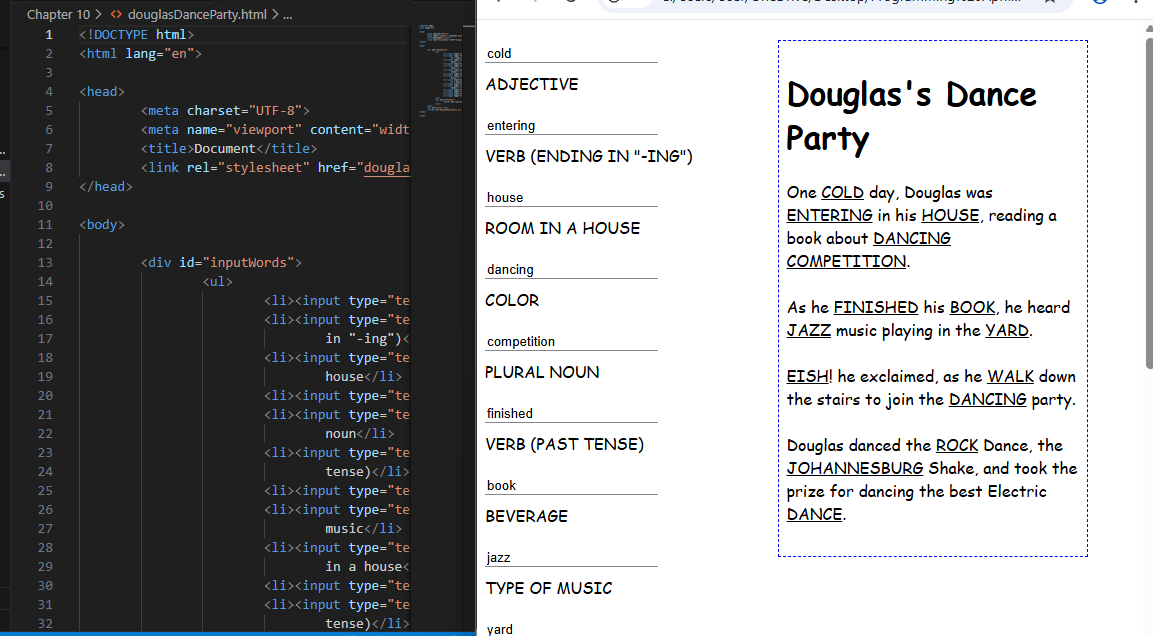 Chapter 10 > <> douglasDanceParty.html > ...
1 <!DOCTYPE html>
2 <html lang="en">
3
4 <head>
5 <meta charset="UTF-8">
6 <meta name="viewport" content="widt
7 <title>Document</title>
8 <link rel="stylesheet" href="dougla
9 </head>
10
11 <body>
12
13 <div id="inputWords">
14 <ul>
15 <li><input type="te
16 <li><input type="te
17 in "-ing")<
18 <li><input type="te
19 house</li>
20 <li><input type="te
21 <li><input type="te
22 noun</li>
23 <li><input type="te
24 tense)</li>
25 <li><input type="te
26 <li><input type="te
27 music</li>
28 <li><input type="te
29 in a house<
30 <li><input type="te
31 <li><input type="te
32 tense)</li>
cold
ADJECTIVE
entering
VERB (ENDING IN "-ING")
house
ROOM IN A HOUSE
dancing
COLOR
competition
PLURAL NOUN
finished
VERB (PAST TENSE)
book
BEVERAGE
jazz
TYPE OF MUSIC
yard
Douglas's Dance
Party
One COLD day, Douglas was
ENTERING in his HOUSE, reading a
book about DANCING
COMPETITION.
As he FINISHED his BOOK, he heard
JAZZ music playing in the YARD.
EISH! he exclaimed, as he WALK down
the stairs to join the DANCING party.
Douglas danced the ROCK Dance, the
JOHANNESBURG Shake, and took the
prize for dancing the best Electric
DANCE.